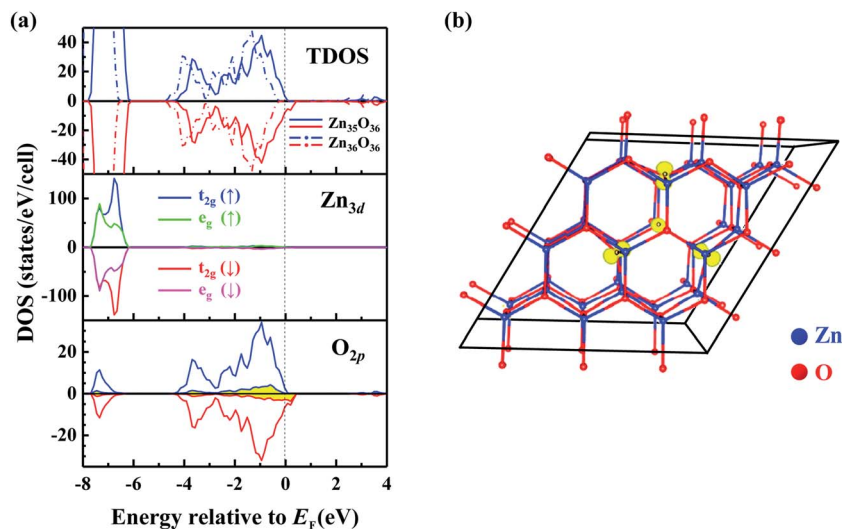 (a)
(b)
TDOS
40
20
0
-20
-40
Zn35O36
Zn36O36
Zn3d
100
0
-100
t2g (↑)
eg (↑)
t2g (↓)
eg (↓)
O2p
20
0
-20
DOS (states/eV/cell)
-8 -6 -4 -2 0 2 4
Energy relative to EF(eV)
Zn
O